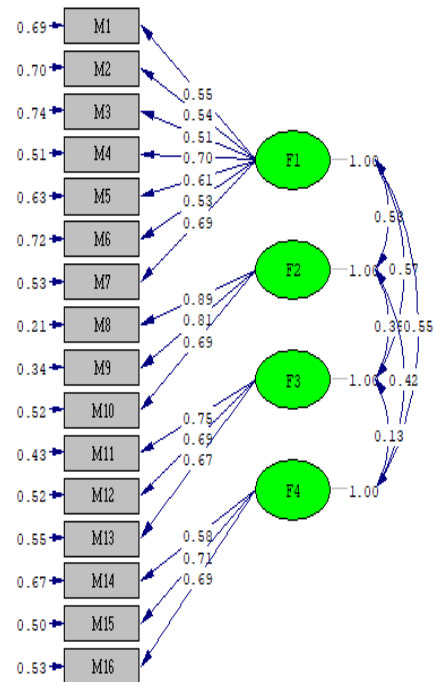 0.69 M1
0.70 M2
0.74 M3
0.51 M4
0.63 M5
0.72 M6
0.53 M7
0.21 M8
0.34 M9
0.52 M10
0.43 M11
0.52 M12
0.55 M13
0.67 M14
0.50 M15
0.53 M16
0.55
0.54
0.51
0.70
0.61
0.53
0.69
0.89
0.81
0.69
0.75
0.69
0.67
0.58
0.71
0.69
F1 1.00
F2 1.00
F3 1.00
F4 1.00
0.57
0.55
0.42
0.13